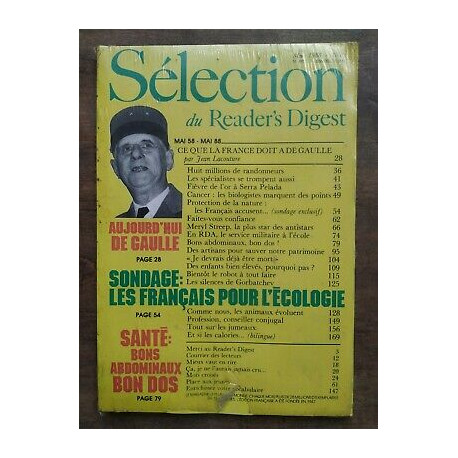 Sélection
du Reader's Digest
MAI 58 - MAI 88
CE QUE LA FRANCE DOIT A DE GAULLE
par Jean Lacouture 28
Huit millions de randonneurs 36
Les spécialistes se trompent aussi 41
Fièvre de l'or à Serra Pelada 43
Cancer: les biologistes marquent des points 49
Protection de la nature :
les Français accusent... (sondage exclusif) 54
Faites-vous confiance 62
Meryl Streep, la plus star des antistars 66
En RDA, le service militaire à l'école 74
Bons abdominaux, bon dos ! 79
Des artisans pour sauver notre patrimoine 95
« Je devrais déjà être mort» 104
Des enfants bien élevés, pourquoi pas ? 109
Bientôt le robot à tout faire 115
Les silences de Gorbatchev 125
Comme nous, les animaux évoluent 128
Profession, conseiller conjugal 149
Tout sur les jumeaux 156
Et si les calories... (bilingue) 169
AUJOURD'HUI
DE GAULLE
PAGE 28
SONDAGE:
LES FRANÇAIS POUR L'ÉCOLOGIE
PAGE 54
SANTÉ:
BONS
ABDOMINAUX
BON DOS
PAGE 79
Merci au Reader's Digest 3
Courrier des lecteurs 12
Mieux vaut en rire 18
Ça, je ne l'aurais jamais cru... 20
Mots croisés 24
Place aux jeunes 61
Enrichissez votre vocabulaire 147